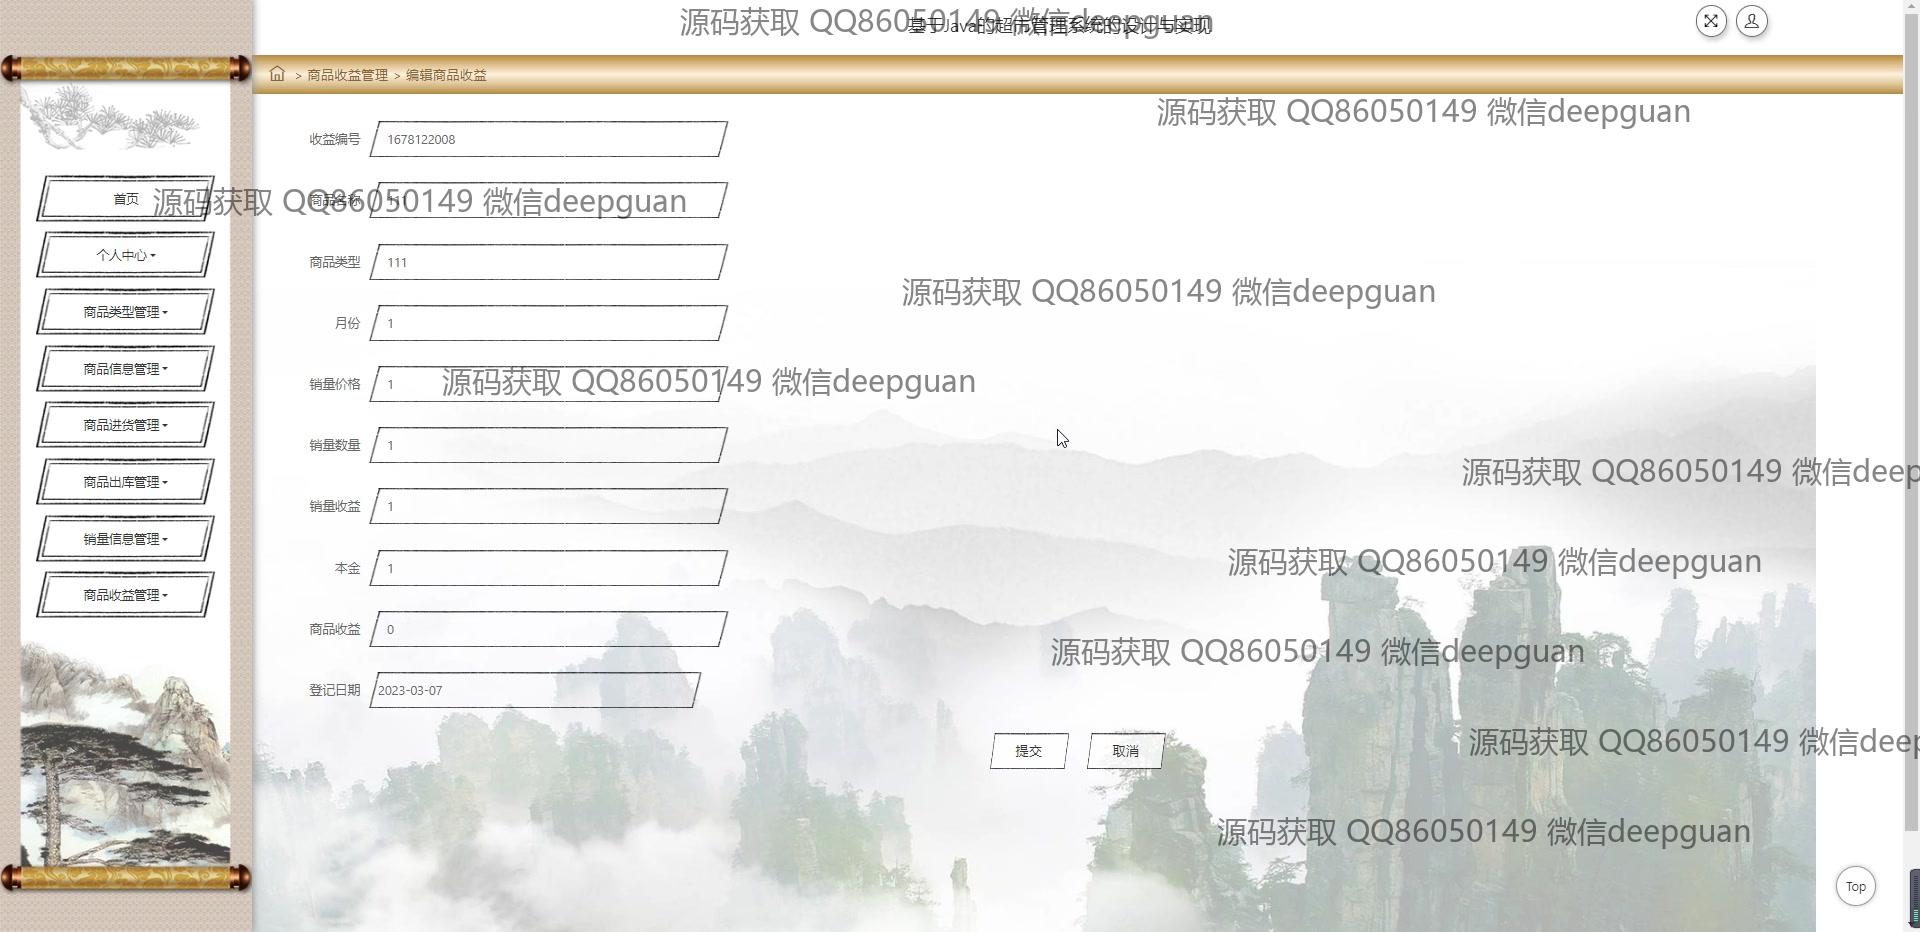 源码获取 QQ86050149 微信deepguan
基于Java的超市管理系统的设计与实现
> 商品收益管理 > 编辑商品收益
源码获取 QQ86050149 微信deepguan
收益编号 1678122008
首页
源码获取 QQ86050149 微信deepguan
商品名称 111
个人中心
商品类型 111
源码获取 QQ86050149 微信deepguan
商品类型管理
月份 1
商品信息管理
销量价格 1
源码获取 QQ86050149 微信deepguan
商品进货管理
销量数量 1
源码获取 QQ86050149 微信deep
商品出库管理
销量收益 1
销量信息管理
源码获取 QQ86050149 微信deepguan
本金 1
商品收益管理
商品收益 0
源码获取 QQ86050149 微信deepguan
登记日期 2023-03-07
源码获取 QQ86050149 微信deep
提交 取消
源码获取 QQ86050149 微信deepguan
Top